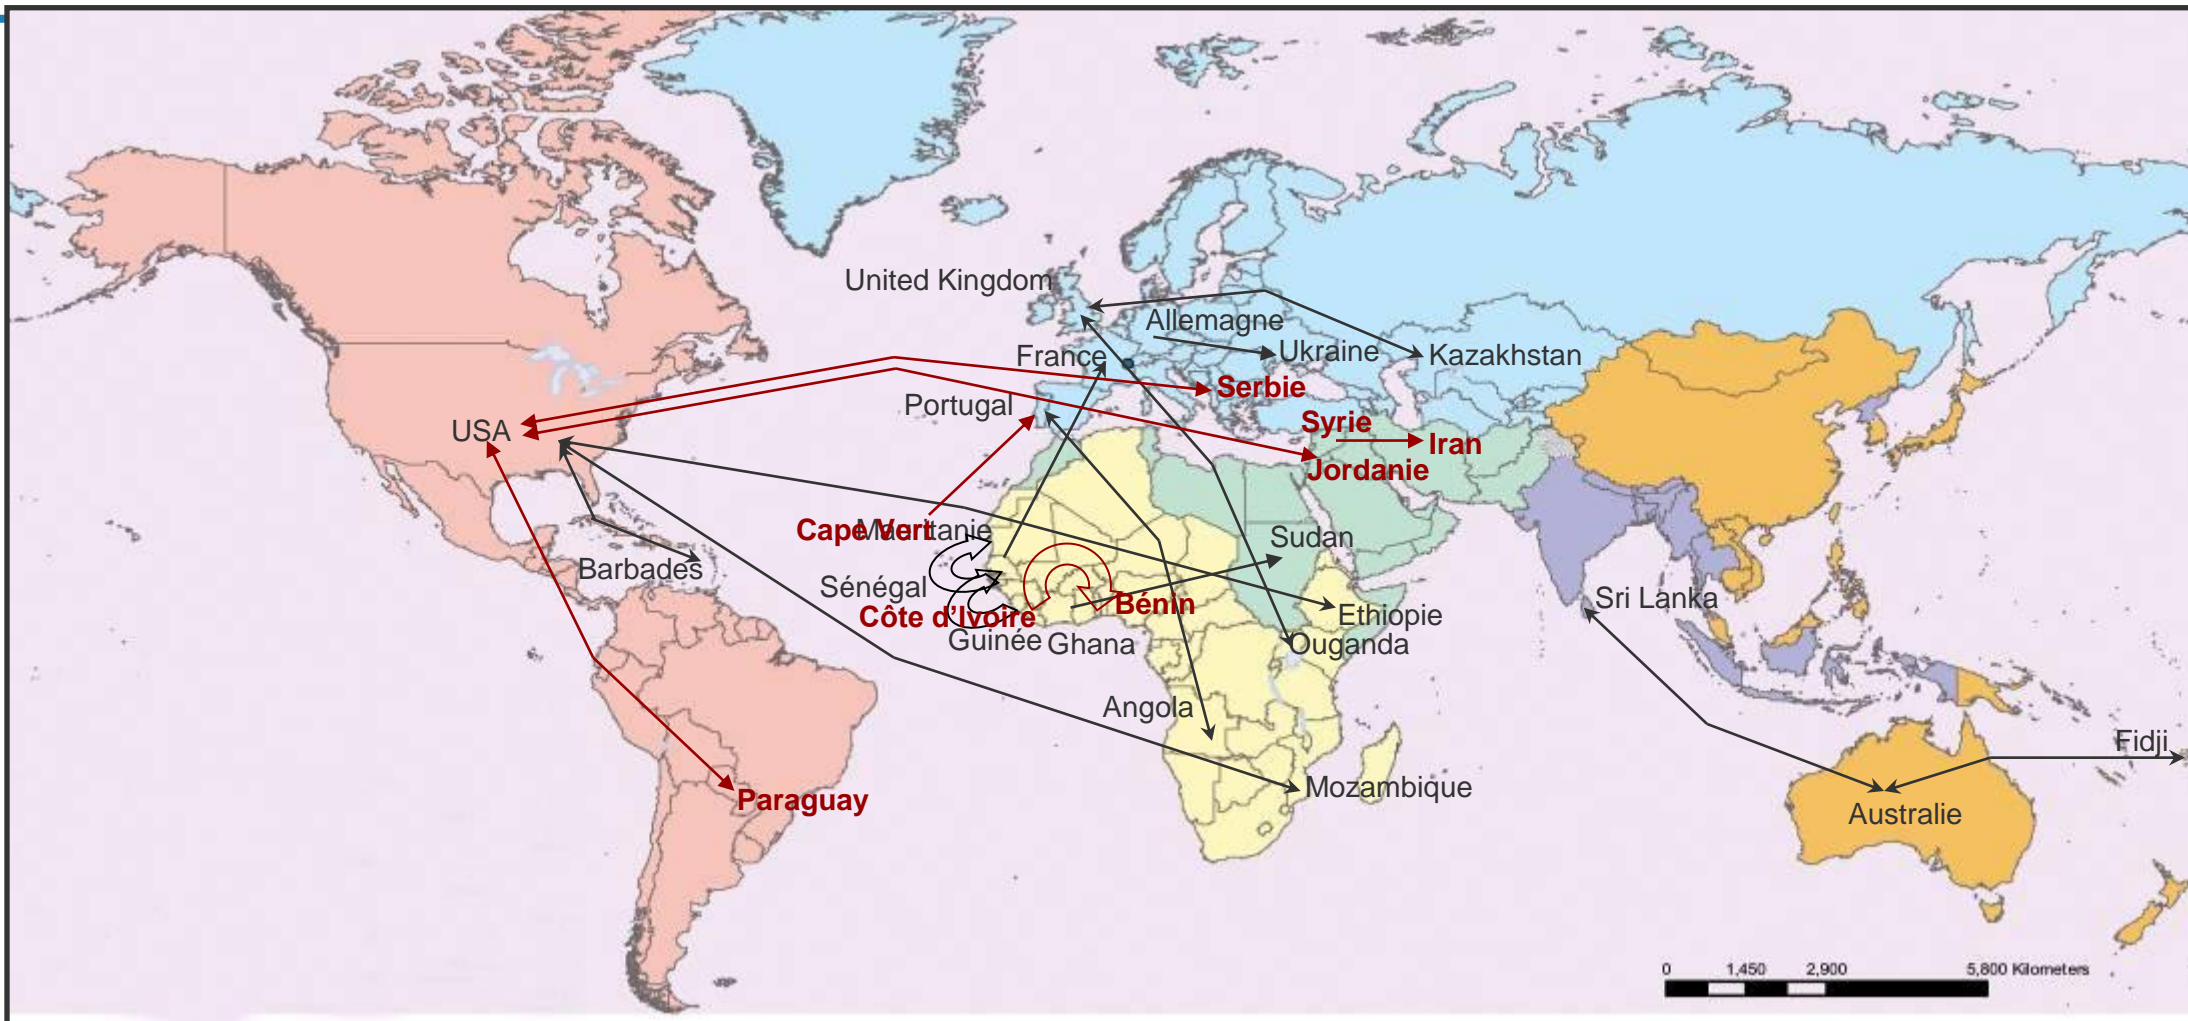 United Kingdom
Allemagne
France
Ukraine
Kazakhstan
Serbie
Portugal
Syrie
USA
Iran
Jordanie
Cape Vert
Mauritanie
Sudan
Barbades
Sénégal
Bénin
Sri Lanka
Côte d'Ivoire
Ethiopie
Guinée
Ghana
Ouganda
Angola
Fidji
Mozambique
Paraguay
Australie
0 1,450 2,900 5,800 Kilometers